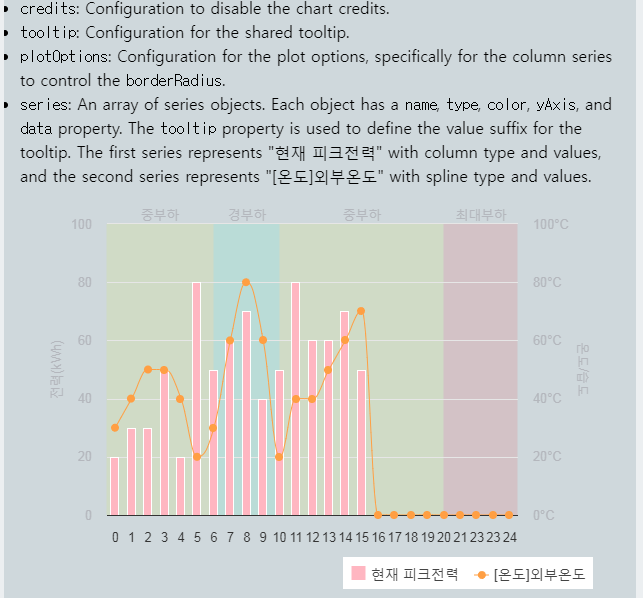 credits: Configuration to disable the chart credits.
tooltip: Configuration for the shared tooltip.
plotOptions: Configuration for the plot options, specifically for the column series
to control the borderRadius.
series: An array of series objects. Each object has a name, type, color, yAxis, and
data property. The tooltip property is used to define the value suffix for the
tooltip. The first series represents "현재 피크전력" with column type and values,
and the second series represents "[온도]외부온도" with spline type and values.
중부하 경부하 중부하 최대부하
100 100°C
80 80°C
60 60°C
전력(kWh) 온도/습도
40 40°C
20 20°C
0 0°C
0 1 2 3 4 5 6 7 8 9 10 11 12 13 14 15 16 17 18 19 20 21 22 23 24
현재 피크전력 [온도]외부온도